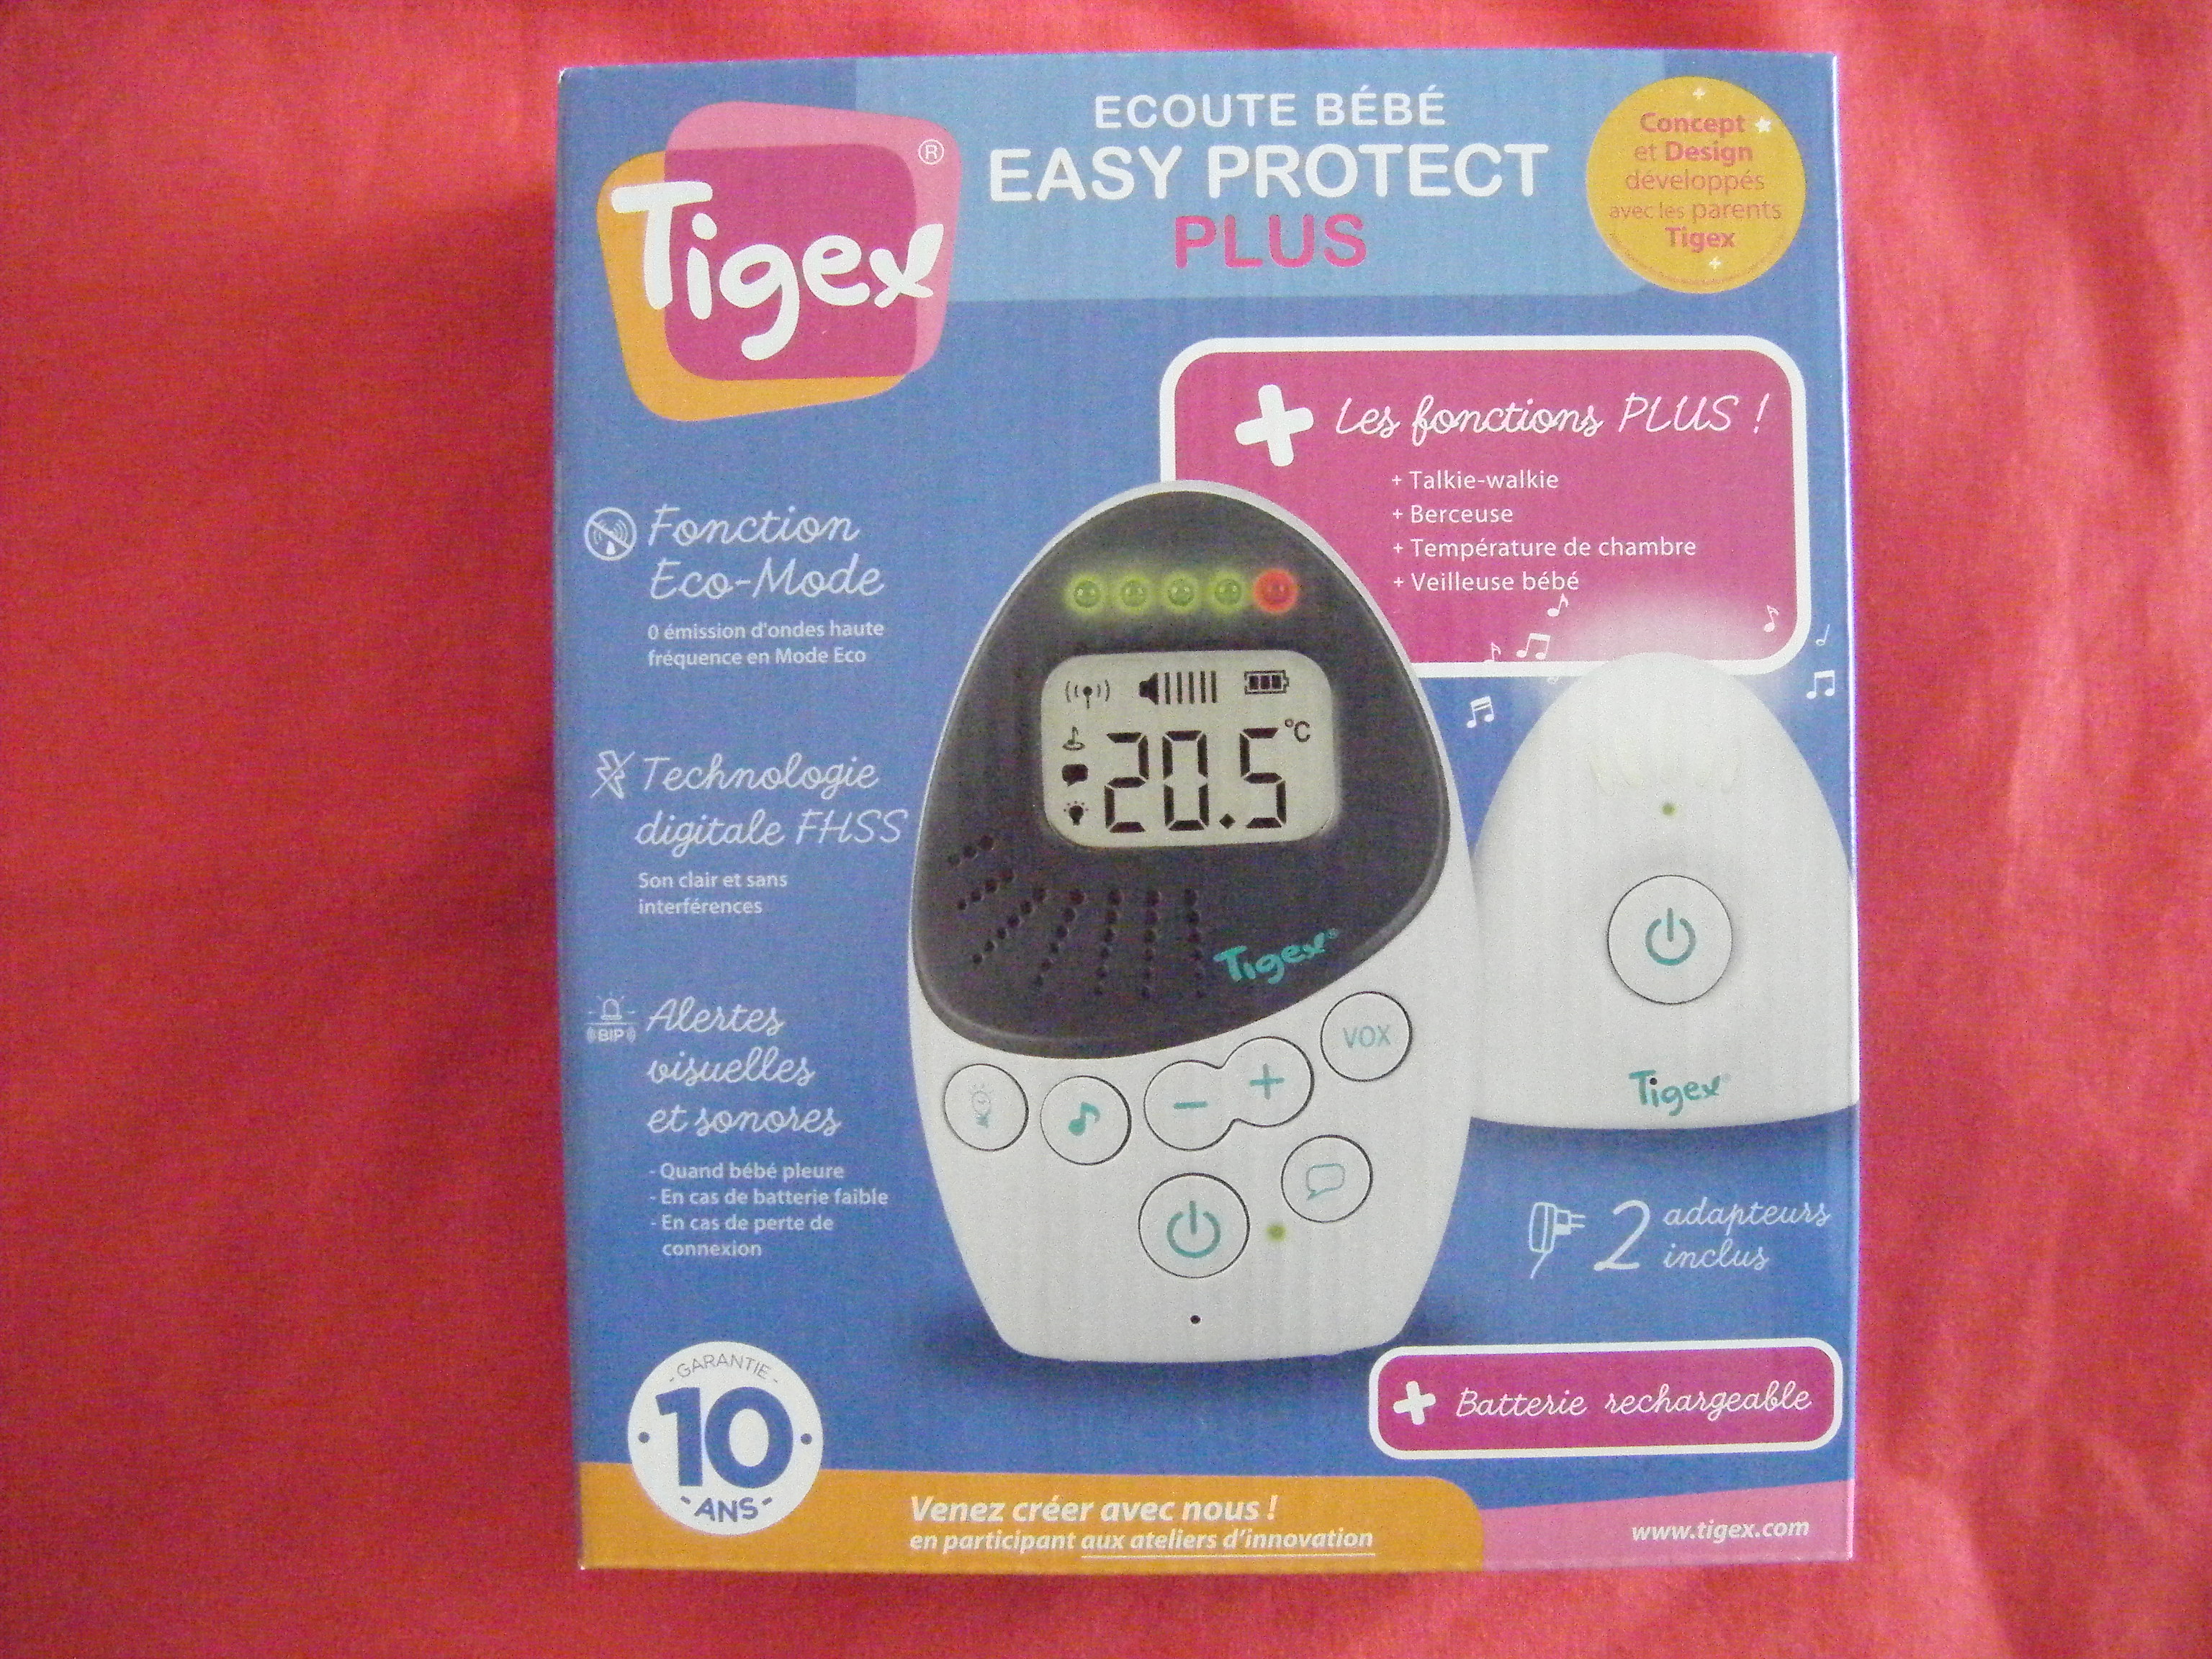 Tigex ®
ECOUTE BÉBÉ
EASY PROTECT
PLUS
Concept
et Design
développés
avec les parents
Tigex
Les fonctions PLUS !
+ Talkie-walkie
+ Berceuse
+ Température de chambre
+ Veilleuse bébé
Fonction
Eco-Mode
0 émission d'ondes haute
fréquence en Mode Eco
Technologie
digitale FHSS
Son clair et sans
interférences
BIP
Alertes
visuelles
et sonores
- Quand bébé pleure
- En cas de batterie faible
- En cas de perte de
connexion
20.5 °C
Tigex®
VOX
Tigex
2 adapteurs
inclus
+ Batterie rechargeable
- GARANTIE -
10
- ANS -
Venez créer avec nous !
en participant aux ateliers d'innovation
www.tigex.com